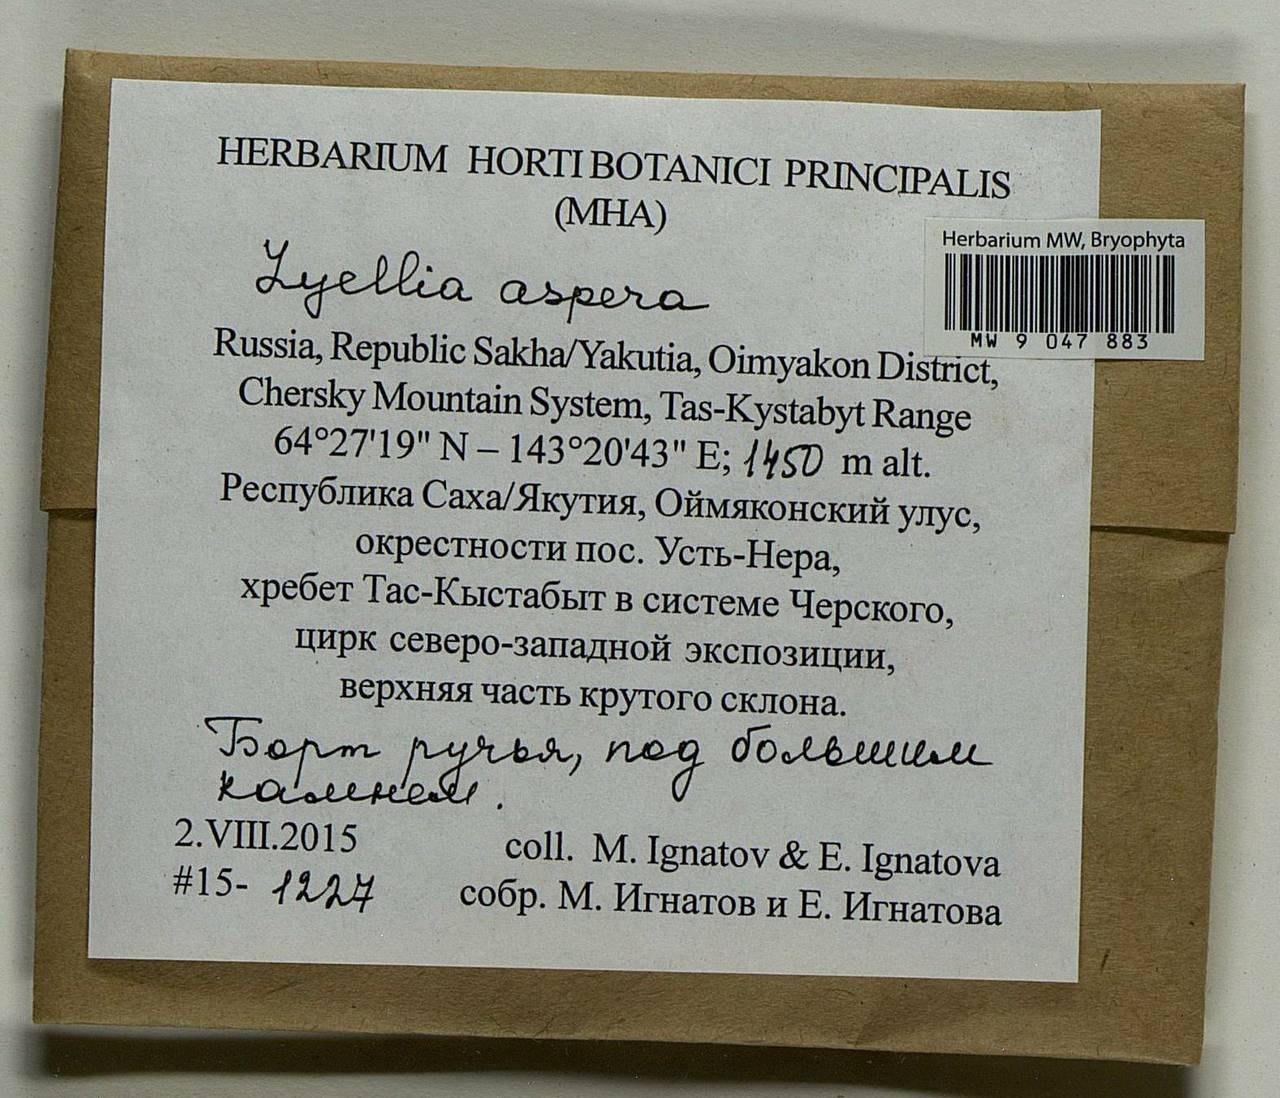 HERBARIUM HORTI BOTANICI PRINCIPALIS
(MHA)
Herbarium MW, Bryophyta
MW 9 047 883
Lyellia aspera
Russia, Republic Sakha/Yakutia, Oimyakon District,
Chersky Mountain System, Tas-Kystabyt Range
64°27'19" N – 143°20'43" E; 1450 m alt.
Республика Саха/Якутия, Оймяконский улус,
окрестности пос. Усть-Нера,
хребет Тас-Кыстабыт в системе Черского,
цирк северо-западной экспозиции,
верхняя часть крутого склона.
Борт ручья, под большим
камнем.
2.VIII.2015 coll. M. Ignatov & E. Ignatova
#15- 1227 собр. М. Игнатов и Е. Игнатова